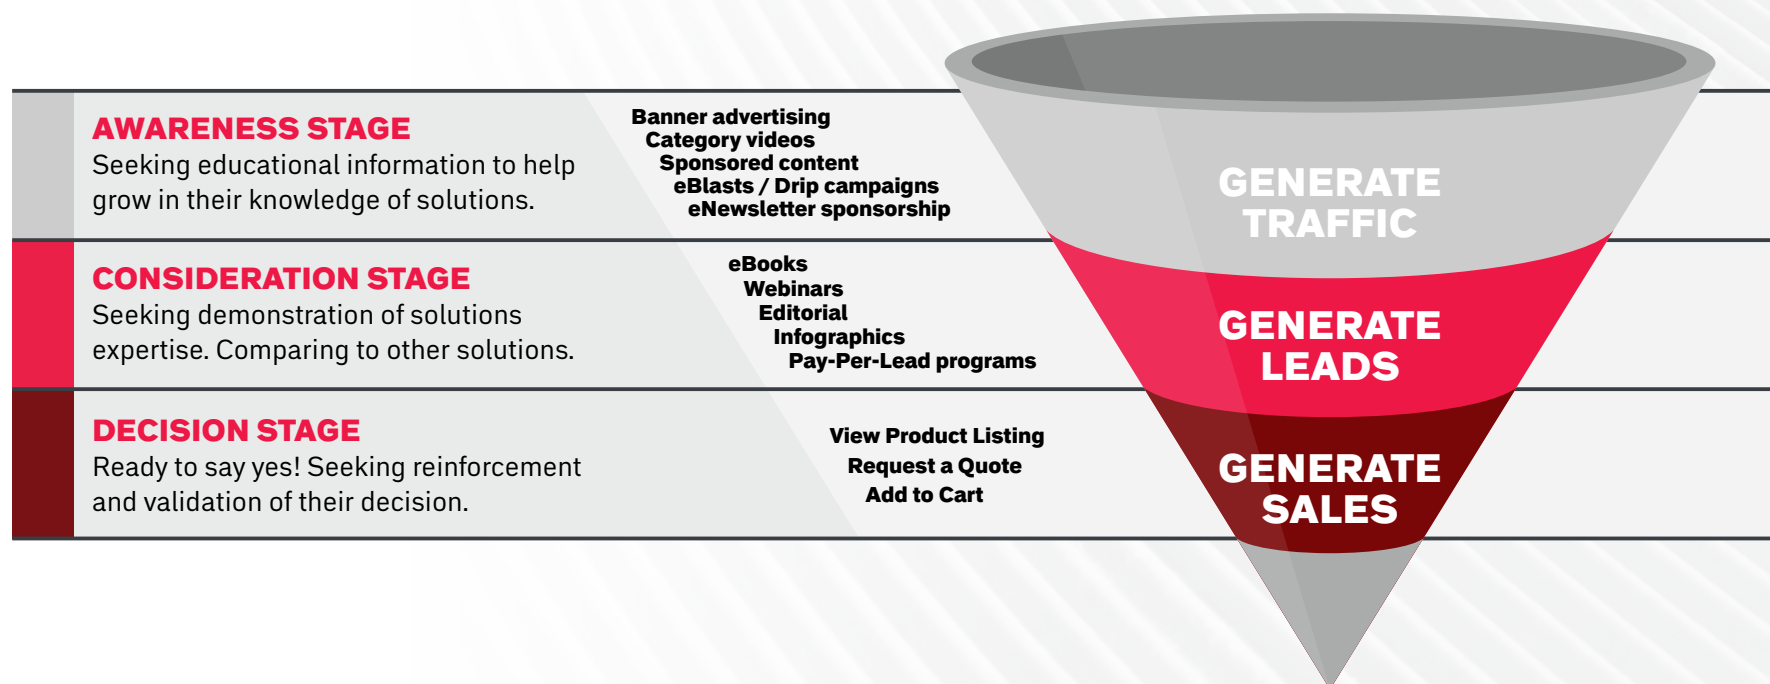 AWARENESS STAGE
Seeking educational information to help
grow in their knowledge of solutions.
Banner advertising
Category videos
Sponsored content
eBlasts / Drip campaigns
eNewsletter sponsorship
GENERATE
TRAFFIC
CONSIDERATION STAGE
Seeking demonstration of solutions
expertise. Comparing to other solutions.
eBooks
Webinars
Editorial
Infographics
Pay-Per-Lead programs
GENERATE
LEADS
DECISION STAGE
Ready to say yes! Seeking reinforcement
and validation of their decision.
View Product Listing
Request a Quote
Add to Cart
GENERATE
SALES